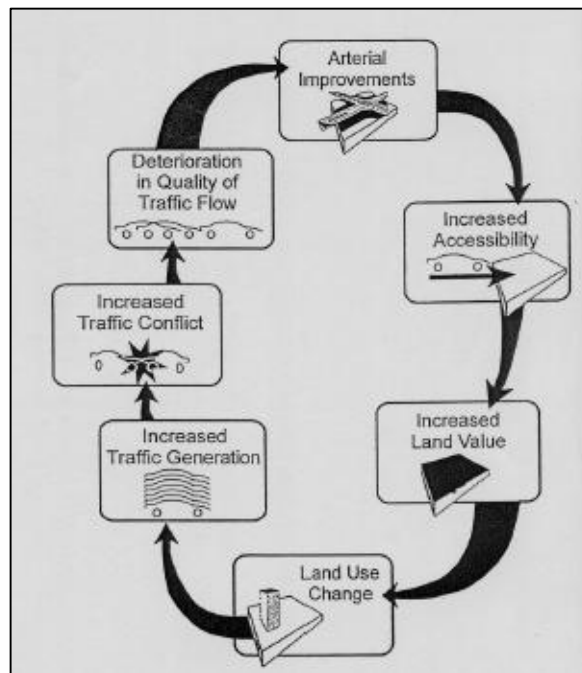 Arterial
Improvements
Increased
Accessibility
Increased
Land Value
Land Use
Change
Increased
Traffic Generation
Increased
Traffic Conflict
Deterioration
in Quality of
Traffic Flow